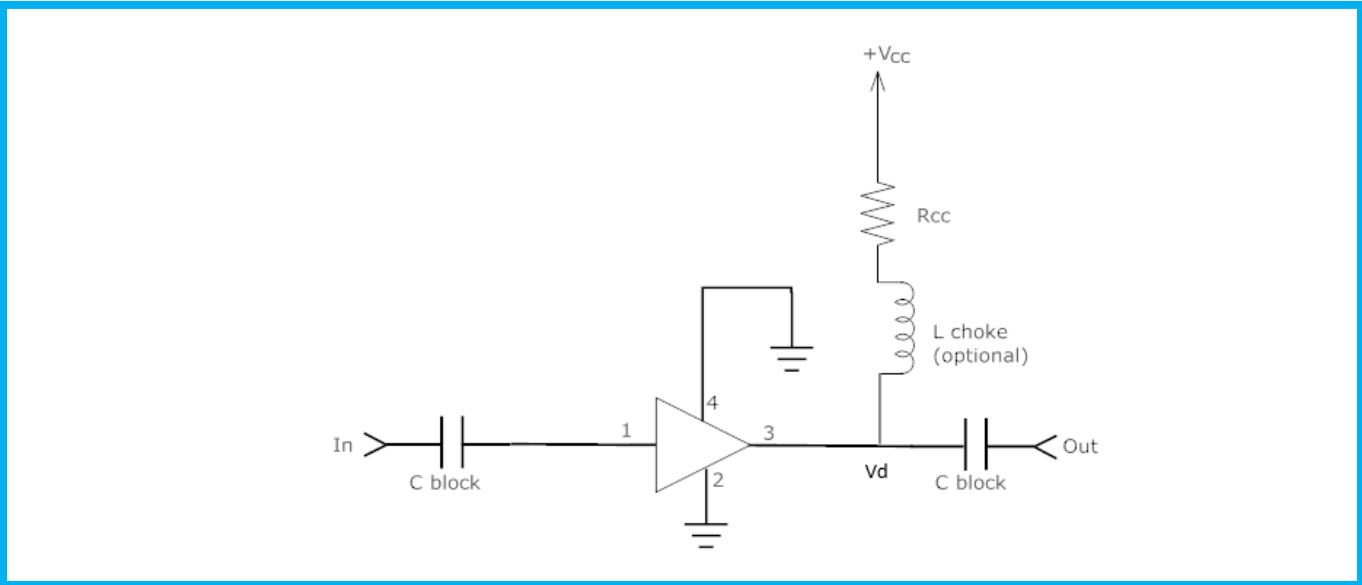 +Vcc
Rcc
L choke
(optional)
4
1
3
In
Out
Vd
C block
2
C block